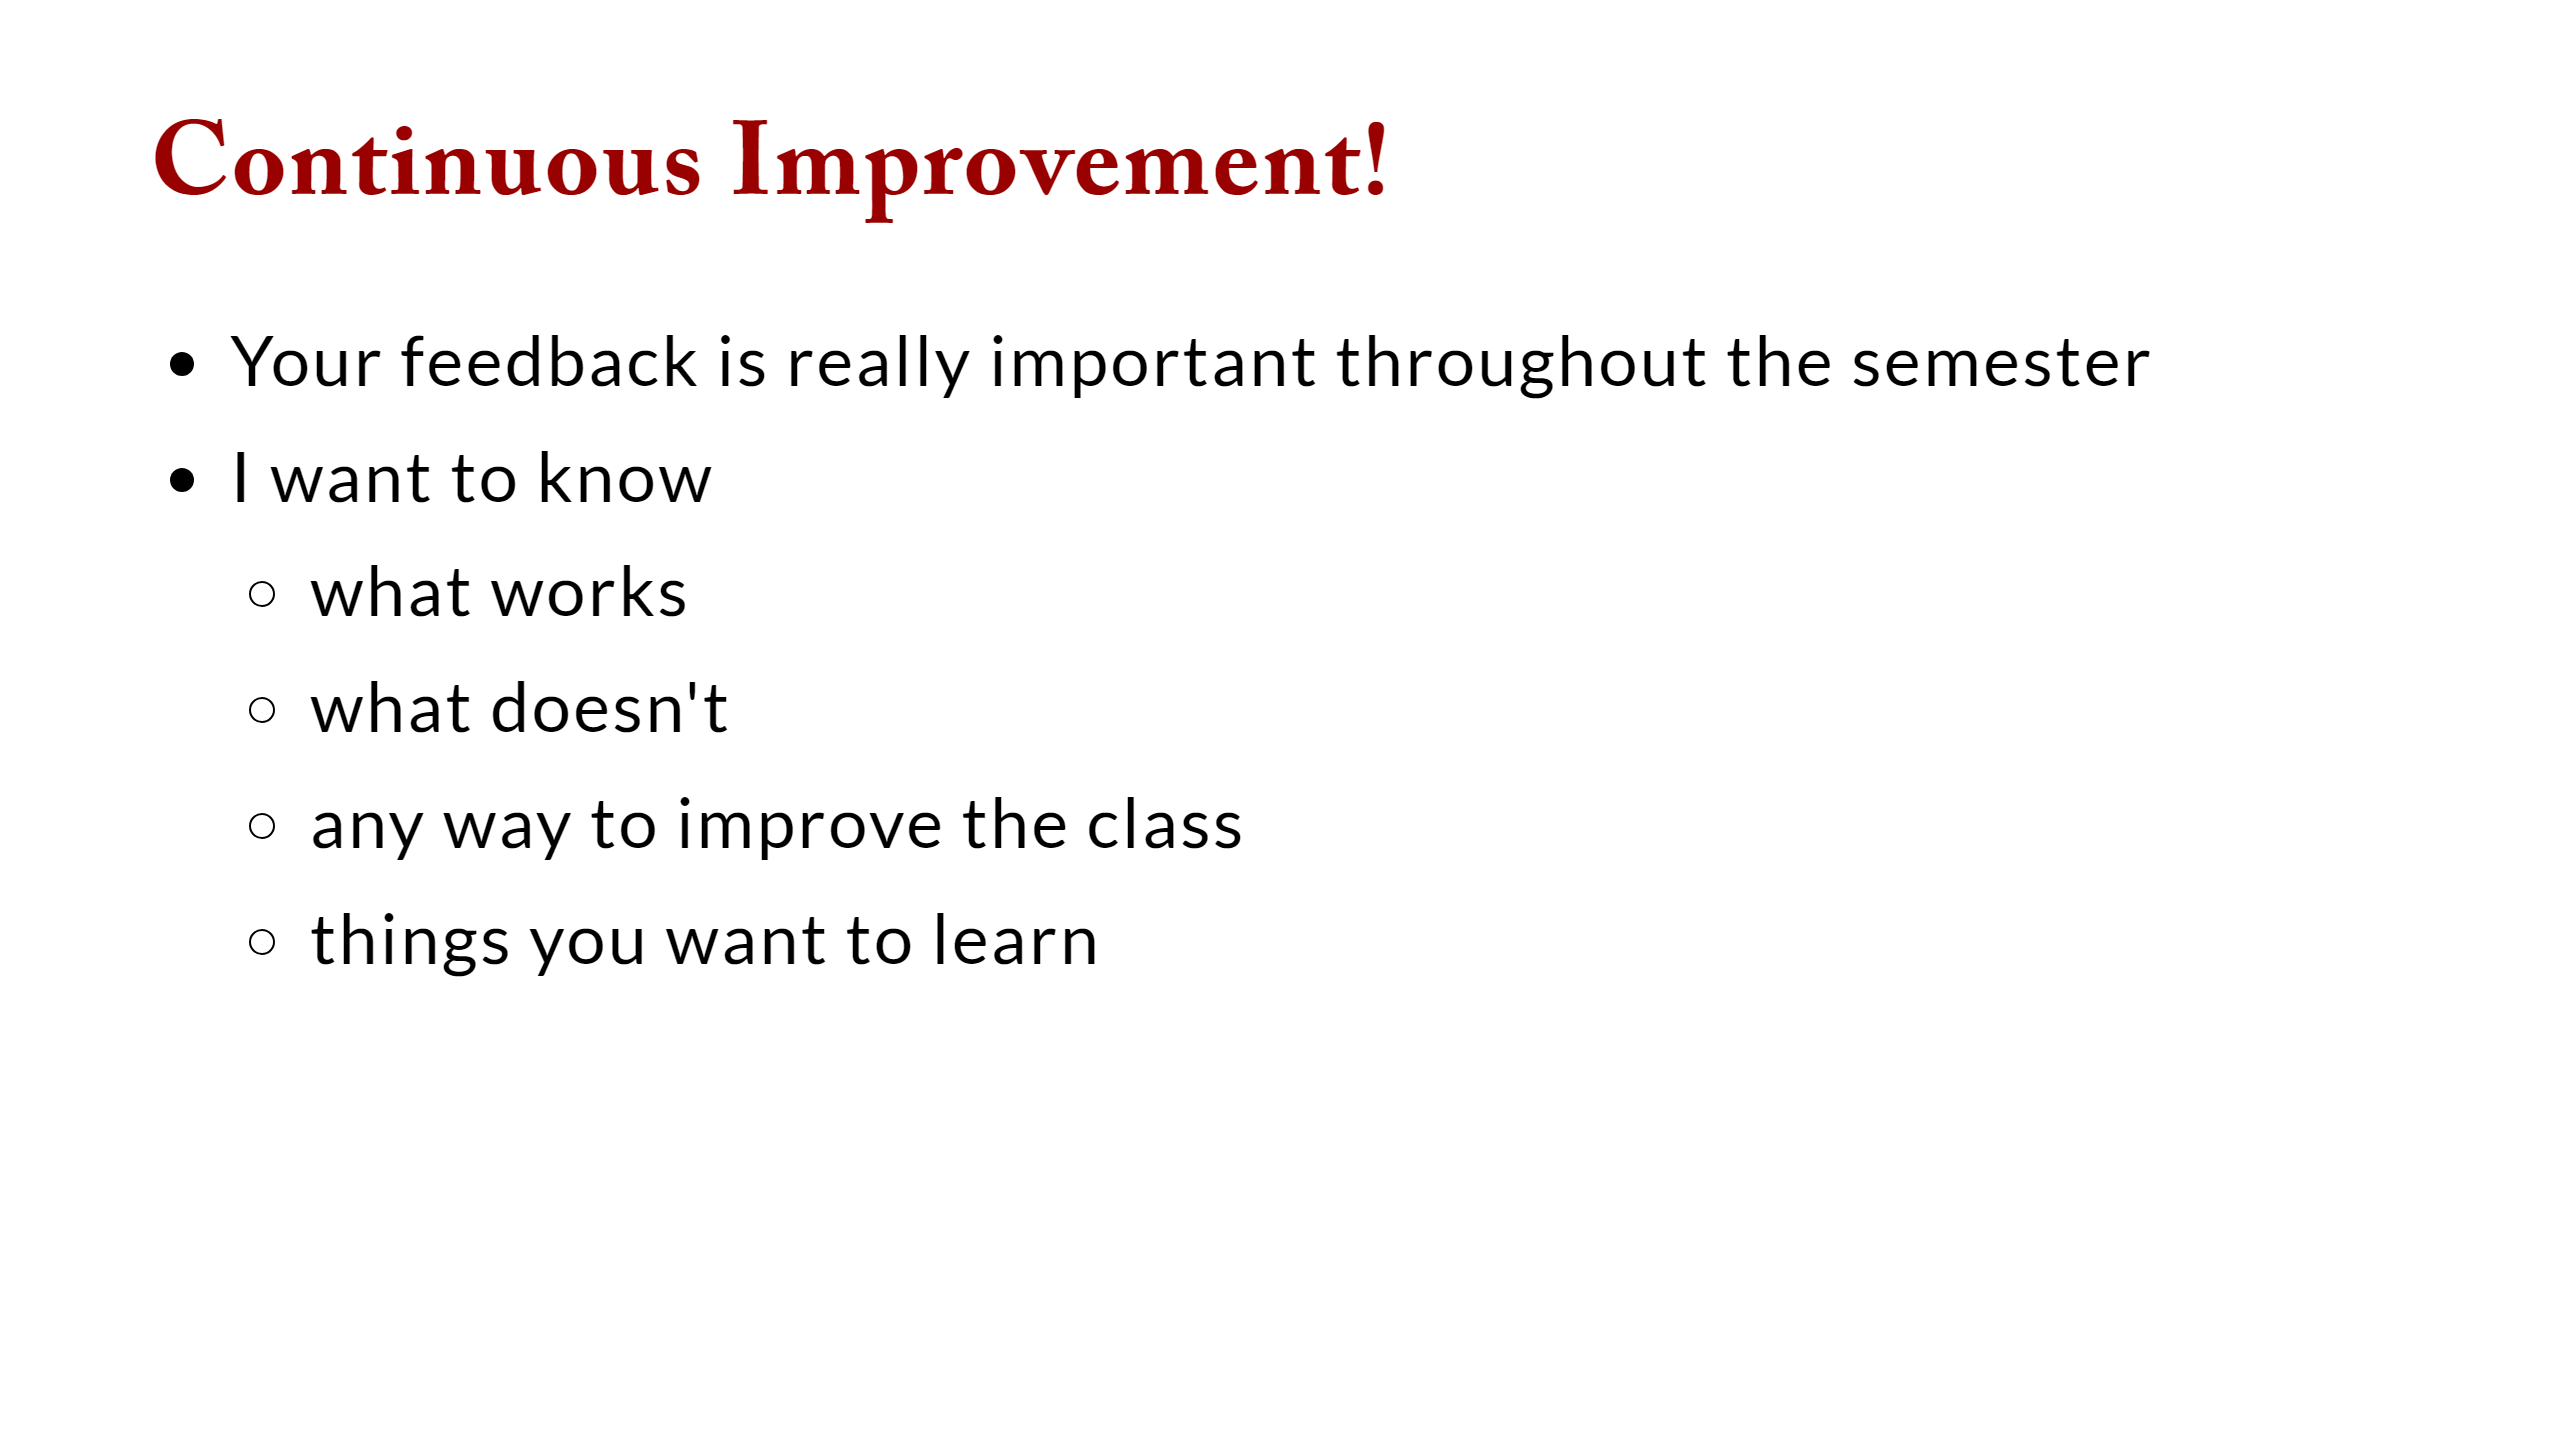 Continuous Improvement!
• Your feedback is really important throughout the semester
• I want to know
○ what works
○ what doesn't
○ any way to improve the class
○ things you want to learn